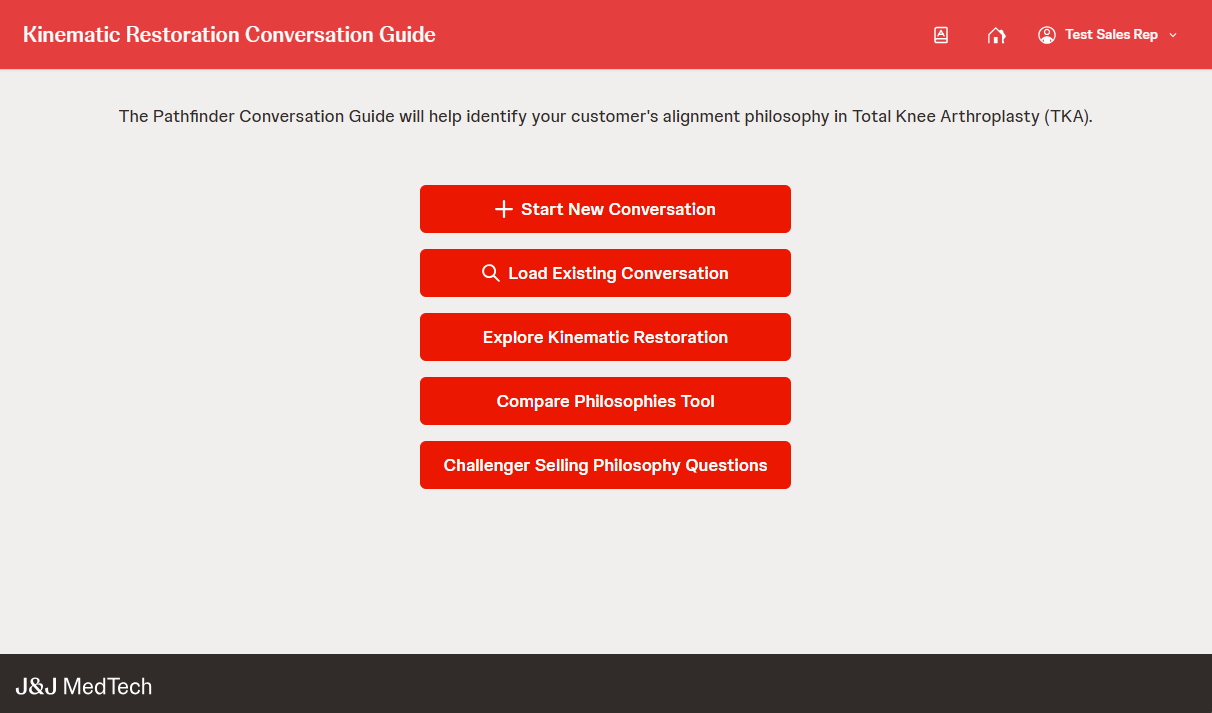 Kinematic Restoration Conversation Guide
Test Sales Rep
The Pathfinder Conversation Guide will help identify your customer's alignment philosophy in Total Knee Arthroplasty (TKA).
Start New Conversation
Load Existing Conversation
Explore Kinematic Restoration
Compare Philosophies Tool
Challenger Selling Philosophy Questions
J&J MedTech